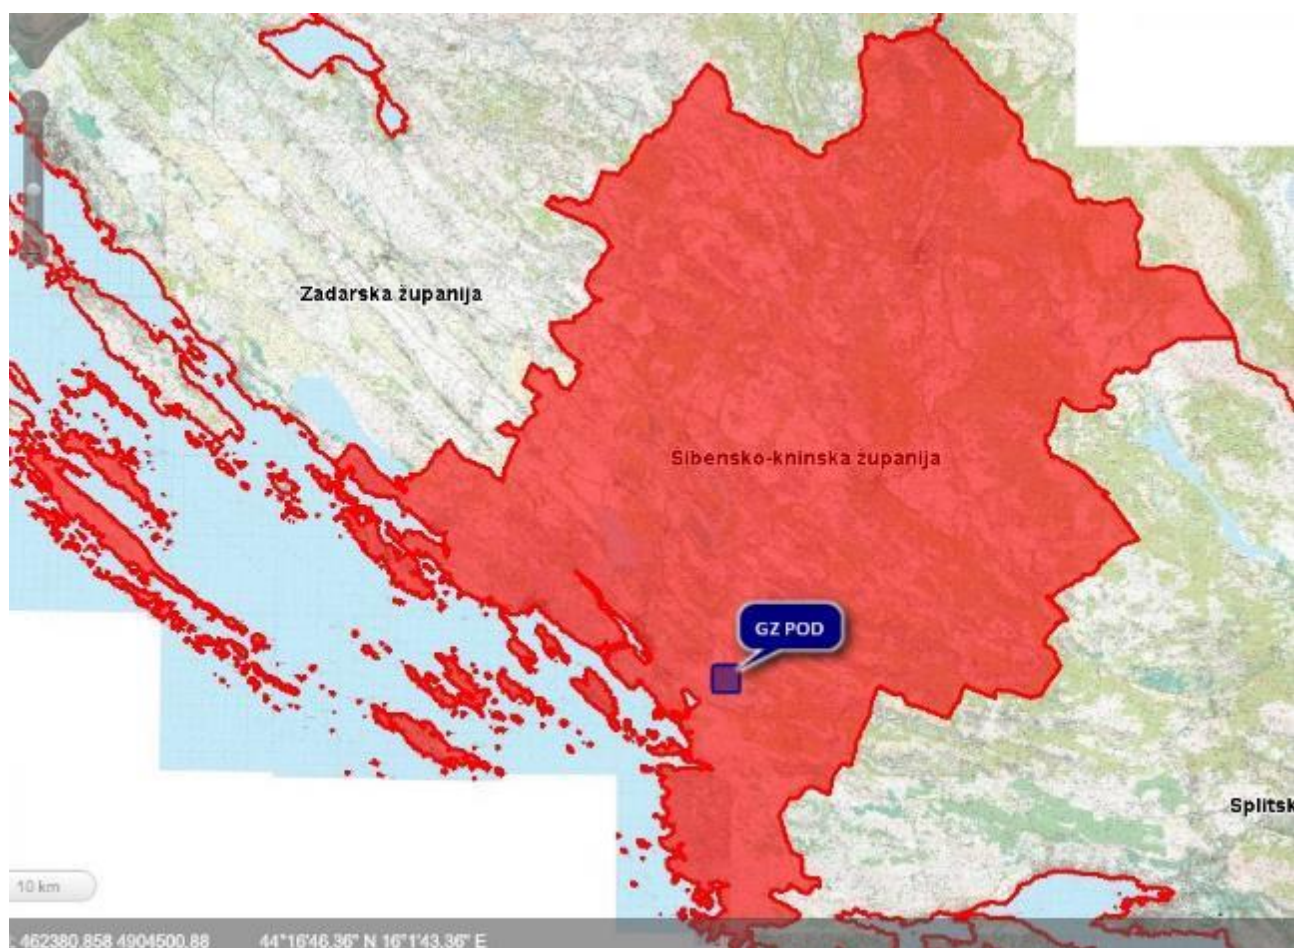 Zadarska županija
Šibensko-kninska županija
GZ POD
Splitsk
10 km
: 462380.858 4904500.88 44°16'46.36" N 16°1'43.36" E